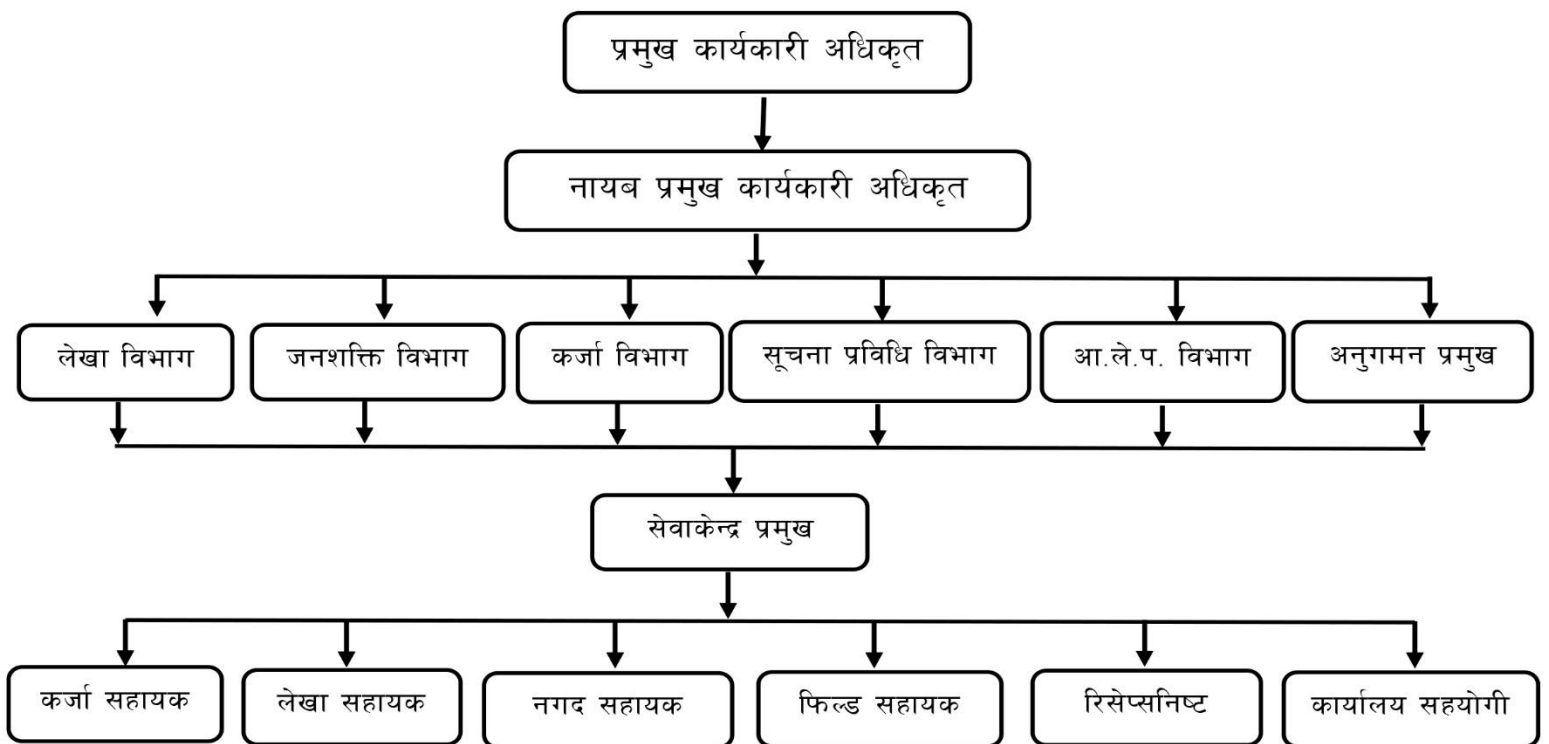 प्रमुख कार्यकारी अधिकृत
नायब प्रमुख कार्यकारी अधिकृत
लेखा विभाग
जनशक्ति विभाग
कर्जा विभाग
सूचना प्रविधि विभाग
आ.ले.प. विभाग
अनुगमन प्रमुख
सेवाकेन्द्र प्रमुख
कर्जा सहायक
लेखा सहायक
नगद सहायक
फिल्ड सहायक
रिसेप्सनिष्ट
कार्यालय सहयोगी